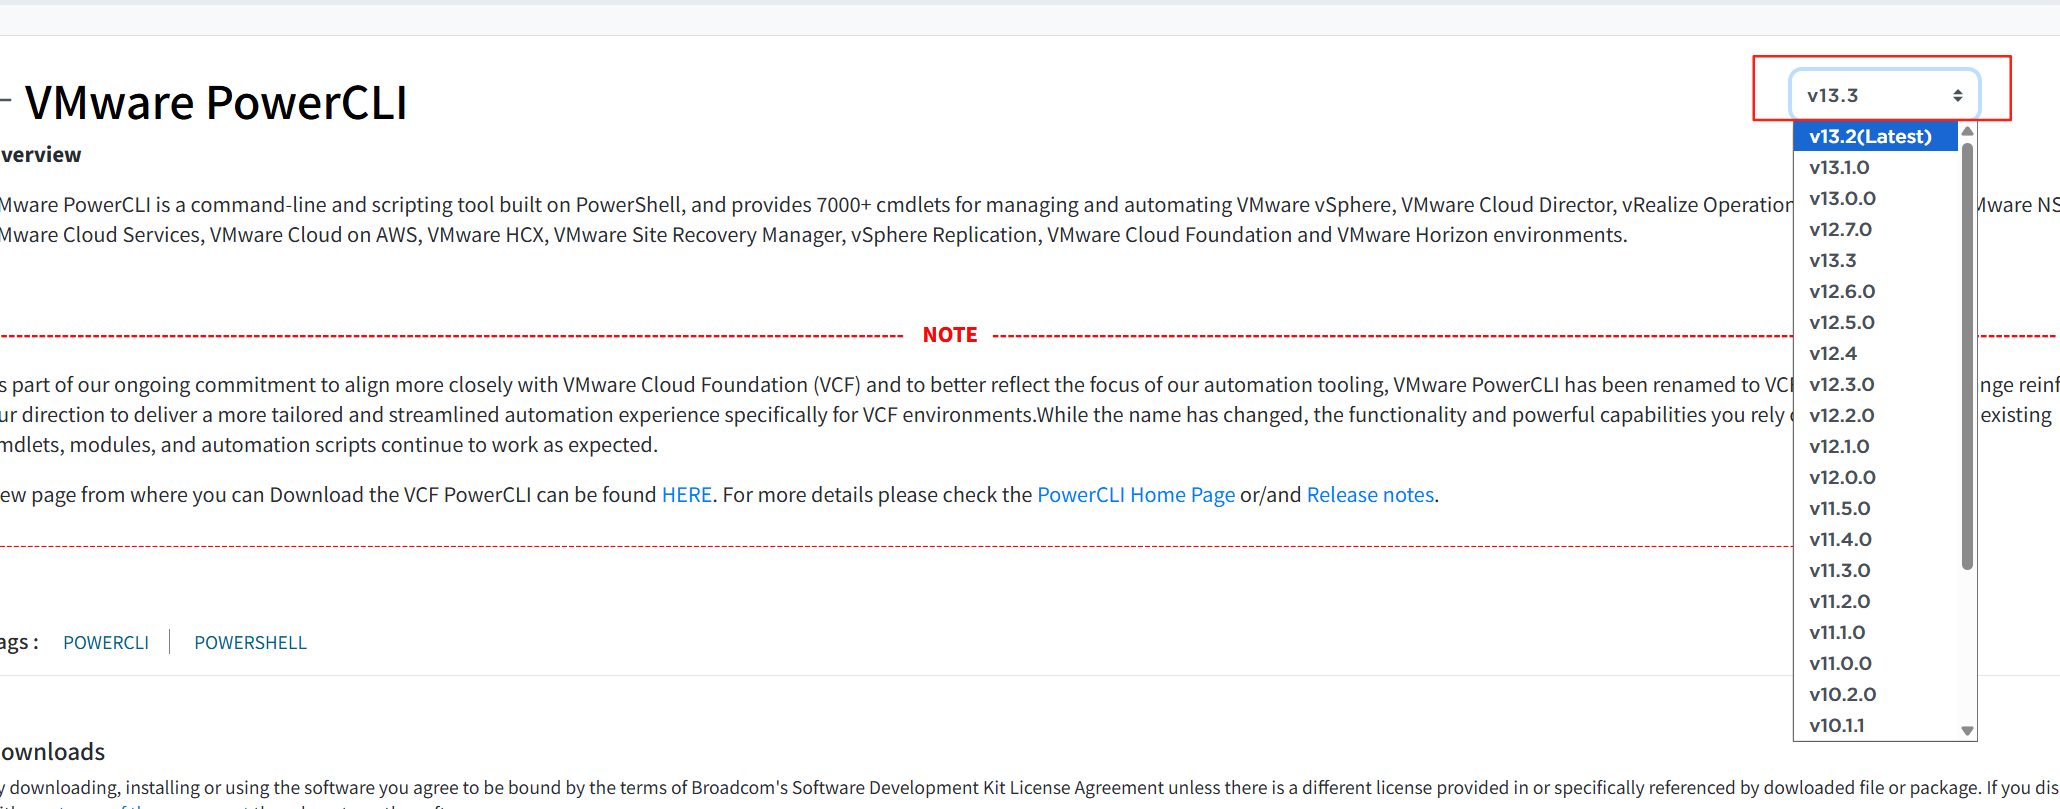 VMware PowerCLI
v13.3
verview
Mware PowerCLI is a command-line and scripting tool built on PowerShell, and provides 7000+ cmdlets for managing and automating VMware vSphere, VMware Cloud Director, vRealize Operation Mware NS
Mware Cloud Services, VMware Cloud on AWS, VMware HCX, VMware Site Recovery Manager, vSphere Replication, VMware Cloud Foundation and VMware Horizon environments.
NOTE
s part of our ongoing commitment to align more closely with VMware Cloud Foundation (VCF) and to better reflect the focus of our automation tooling, VMware PowerCLI has been renamed to VCF nge reinf
ur direction to deliver a more tailored and streamlined automation experience specifically for VCF environments.While the name has changed, the functionality and powerful capabilities you rely existing
mdlets, modules, and automation scripts continue to work as expected.
ew page from where you can Download the VCF PowerCLI can be found HERE. For more details please check the PowerCLI Home Page or/and Release notes.
ags : POWERCLI POWERSHELL
ownloads
y downloading, installing or using the software you agree to be bound by the terms of Broadcom's Software Development Kit License Agreement unless there is a different license provided in or specifically referenced by dowloaded file or package. If you dis
v13.2(Latest)
v13.1.0
v13.0.0
v12.7.0
v13.3
v12.6.0
v12.5.0
v12.4
v12.3.0
v12.2.0
v12.1.0
v12.0.0
v11.5.0
v11.4.0
v11.3.0
v11.2.0
v11.1.0
v11.0.0
v10.2.0
v10.1.1